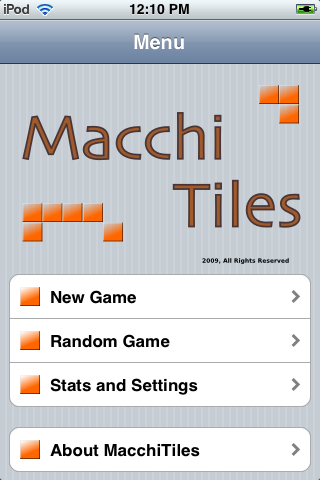 iPod 12:10 PM
Menu
Macchi
Tiles
2009, All Rights Reserved
New Game
Random Game
Stats and Settings
About MacchiTiles